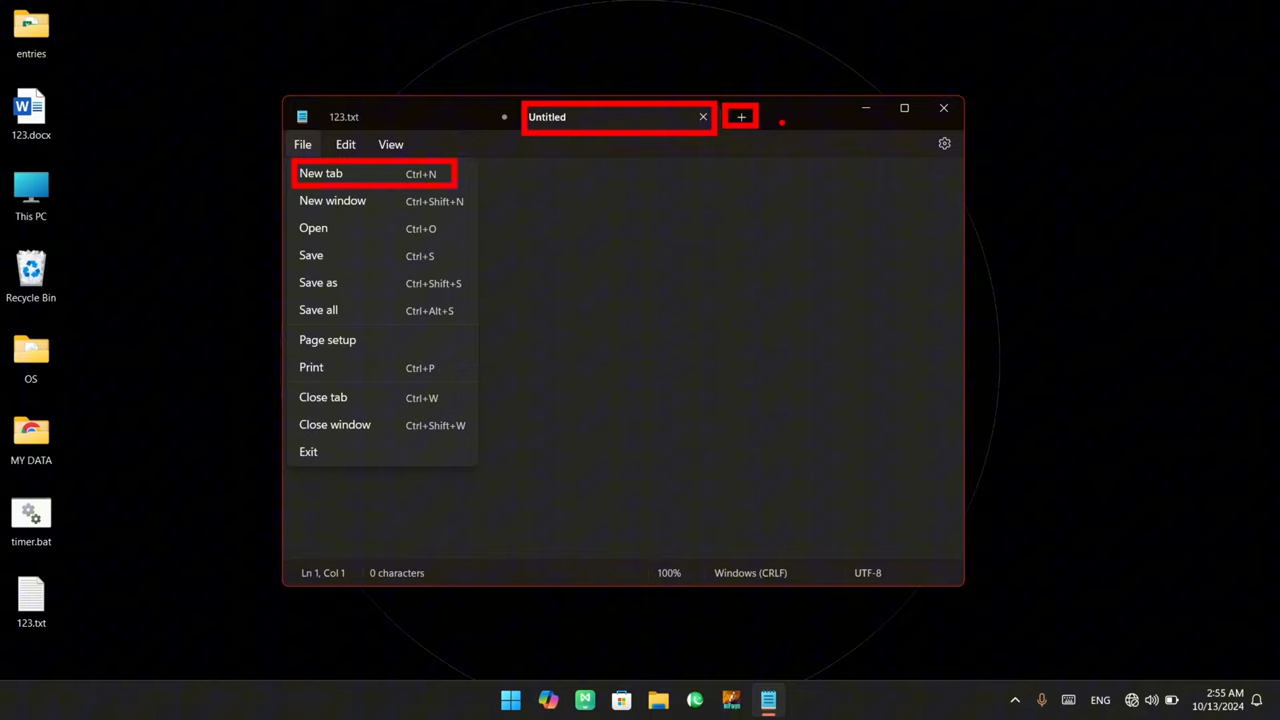 entries
123.docx
This PC
Recycle Bin
OS
MY DATA
timer.bat
123.txt
123.txt
Untitled
File Edit View
New tab Ctrl+N
New window Ctrl+Shift+N
Open Ctrl+O
Save Ctrl+S
Save as Ctrl+Shift+S
Save all Ctrl+Alt+S
Page setup
Print Ctrl+P
Close tab Ctrl+W
Close window Ctrl+Shift+W
Exit
Ln 1, Col 1 0 characters 100% Windows (CRLF) UTF-8
ENG
2:55 AM
10/13/2024